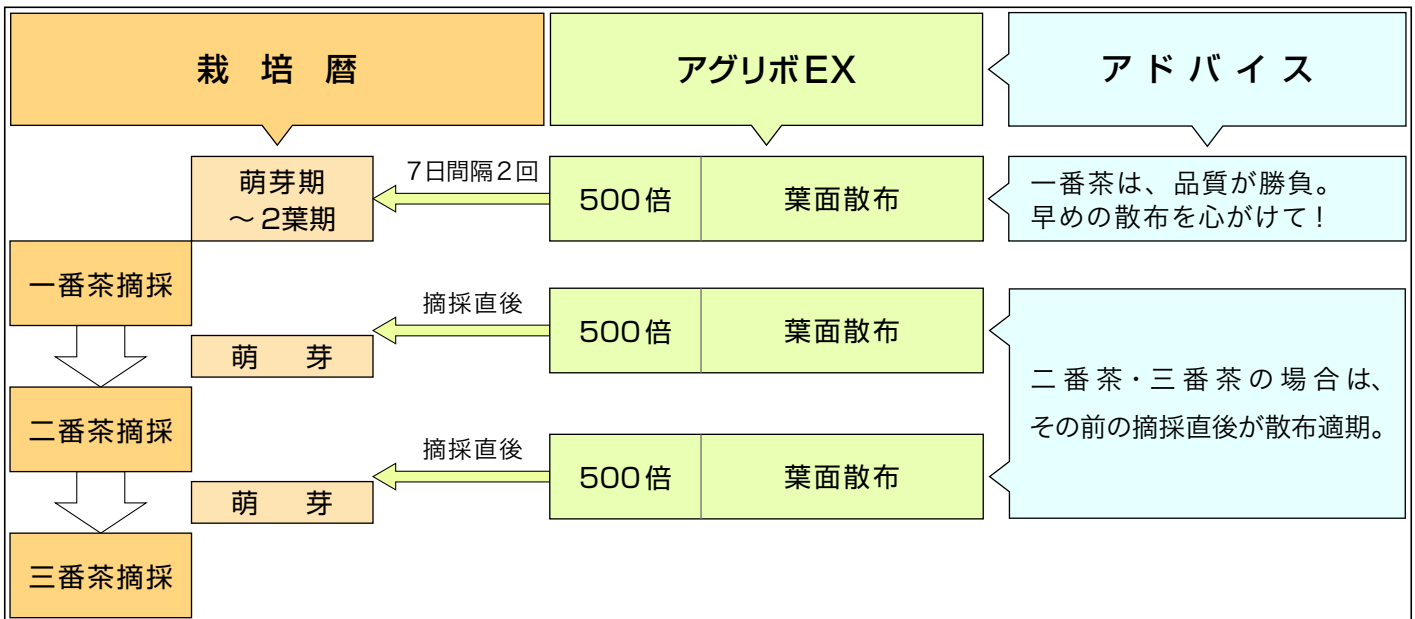 栽培暦
アグリボEX
アドバイス
萌芽期
～2葉期
7日間隔2回
500倍
葉面散布
一番茶は、品質が勝負。
早めの散布を心がけて！
一番茶摘採
摘採直後
500倍
葉面散布
萌芽
二番茶・三番茶の場合は、
その前の摘採直後が散布適期。
二番茶摘採
摘採直後
500倍
葉面散布
萌芽
三番茶摘採